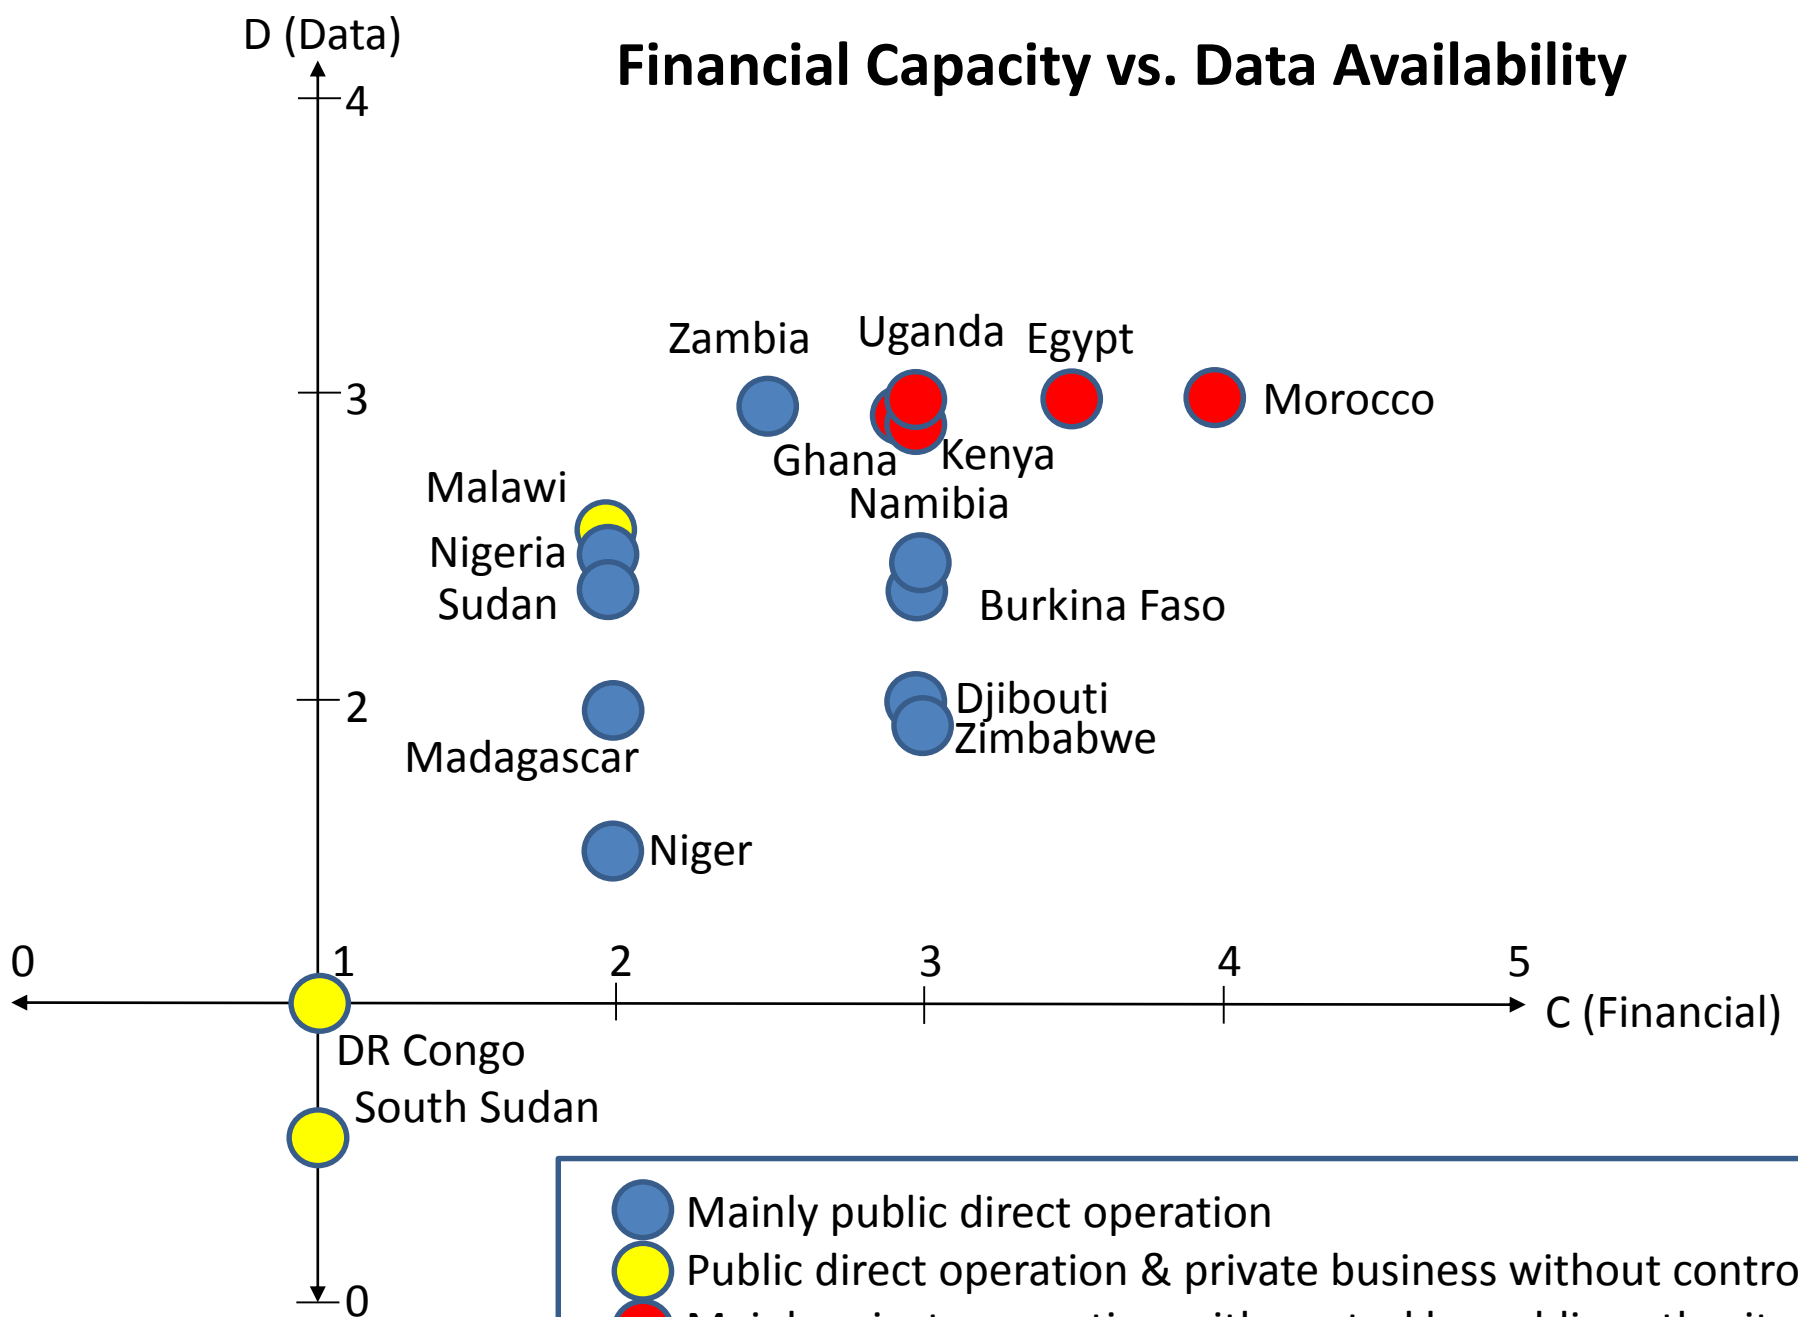 D (Data)
Financial Capacity vs. Data Availability
4
Zambia
Uganda
Egypt
3
Morocco
Ghana
Kenya
Malawi
Namibia
Nigeria
Sudan
Burkina Faso
2
Djibouti
Zimbabwe
Madagascar
Niger
0
1
2
3
4
5
C (Financial)
DR Congo
South Sudan
Mainly public direct operation
Public direct operation & private business without contro
0